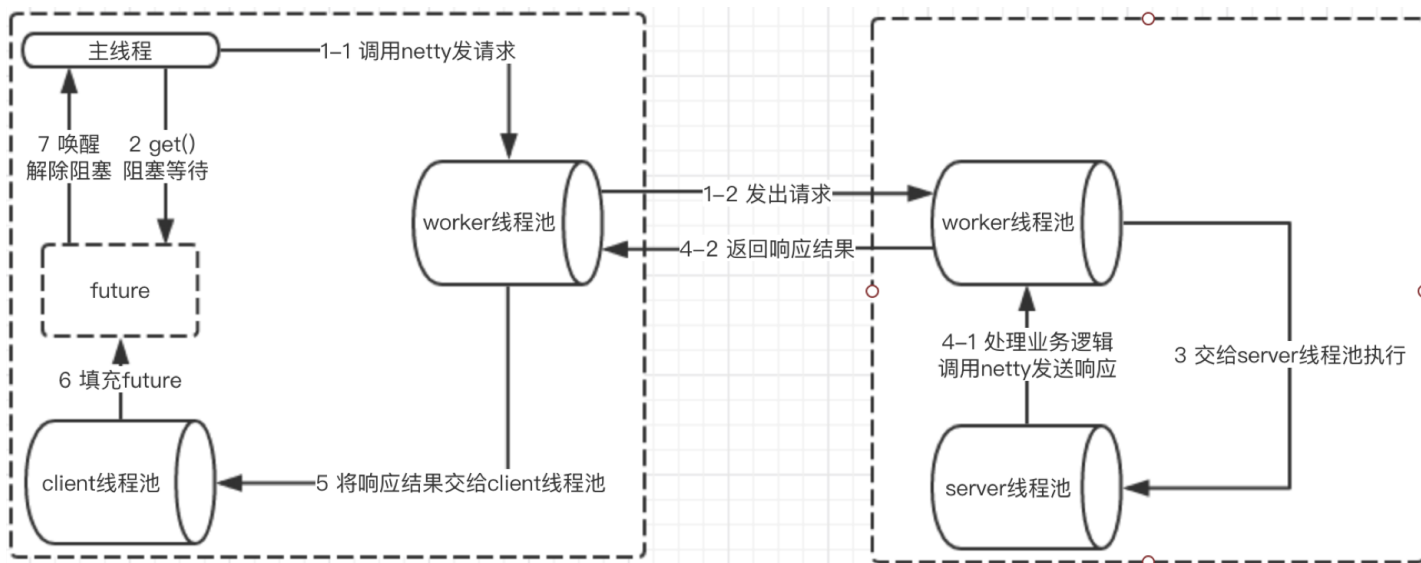 主线程
1-1 调用netty发请求
7 唤醒
解除阻塞
2 get()
阻塞等待
worker线程池
1-2 发出请求
worker线程池
4-2 返回响应结果
future
4-1 处理业务逻辑
调用netty发送响应
3 交给server线程池执行
6 填充future
client线程池
5 将响应结果交给client线程池
server线程池